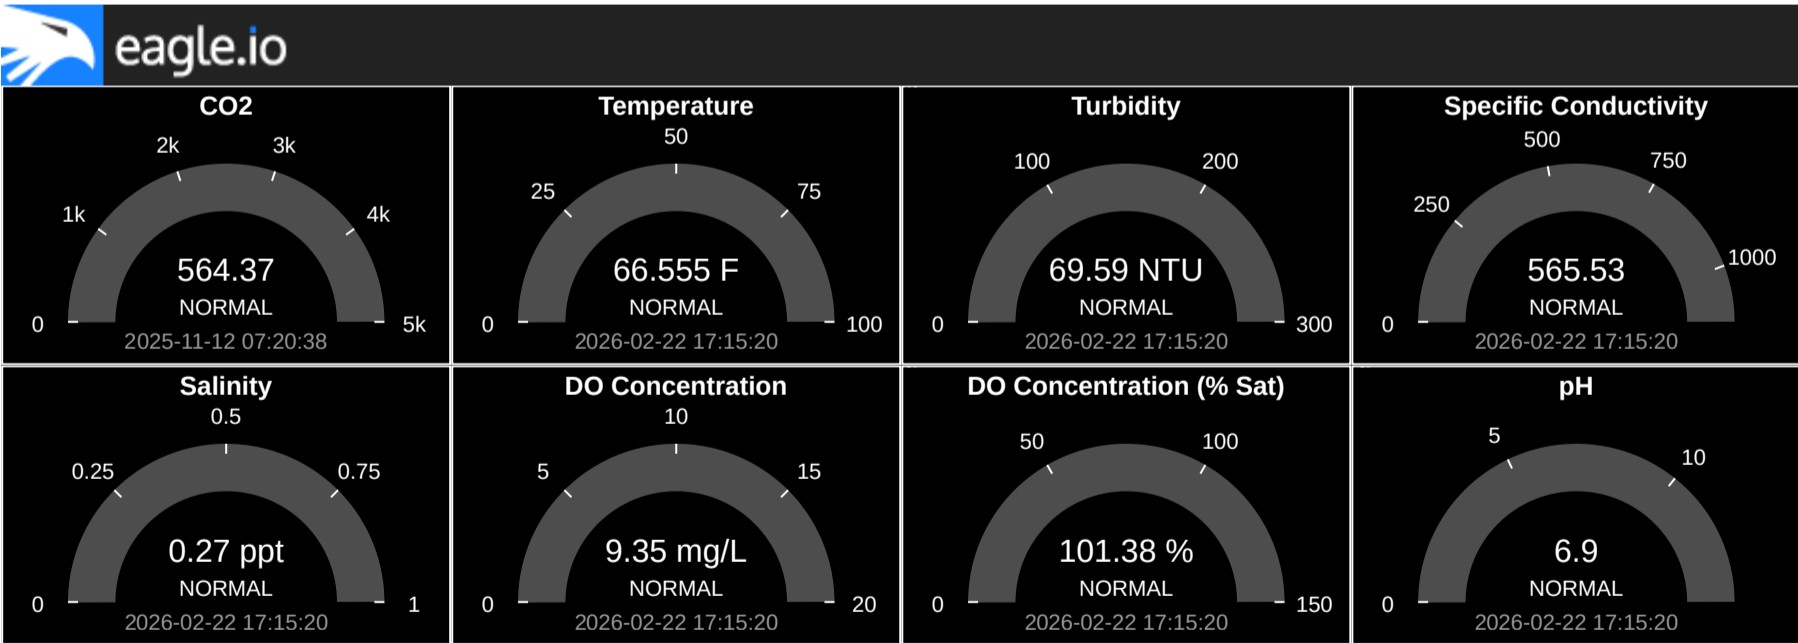 eagle.io
CO2
0
1k
2k
3k
4k
5k
564.37
NORMAL
2025-11-12 07:20:38
Temperature
0
25
50
75
100
66.555 F
NORMAL
2026-02-22 17:15:20
Turbidity
0
100
200
300
69.59 NTU
NORMAL
2026-02-22 17:15:20
Specific Conductivity
0
250
500
750
1000
565.53
NORMAL
2026-02-22 17:15:20
Salinity
0
0.25
0.5
0.75
1
0.27 ppt
NORMAL
2026-02-22 17:15:20
DO Concentration
0
5
10
15
20
9.35 mg/L
NORMAL
2026-02-22 17:15:20
DO Concentration (% Sat)
0
50
100
150
101.38 %
NORMAL
2026-02-22 17:15:20
pH
0
5
10
6.9
NORMAL
2026-02-22 17:15:20